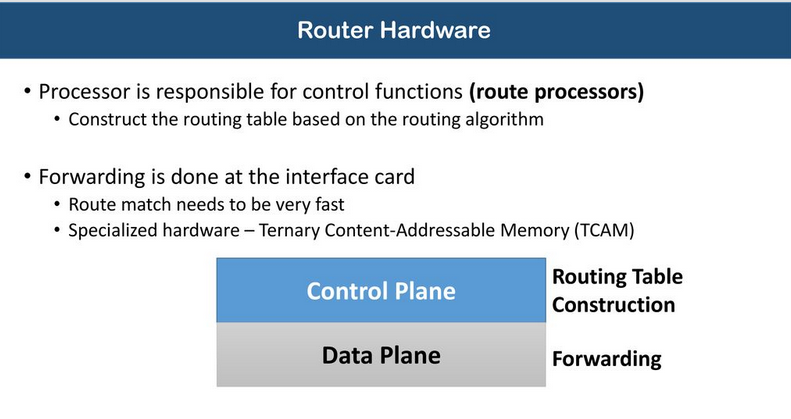 Router Hardware
• Processor is responsible for control functions (route processors)
• Construct the routing table based on the routing algorithm
• Forwarding is done at the interface card
• Route match needs to be very fast
• Specialized hardware – Ternary Content-Addressable Memory (TCAM)
Control Plane
Routing Table
Construction
Data Plane
Forwarding